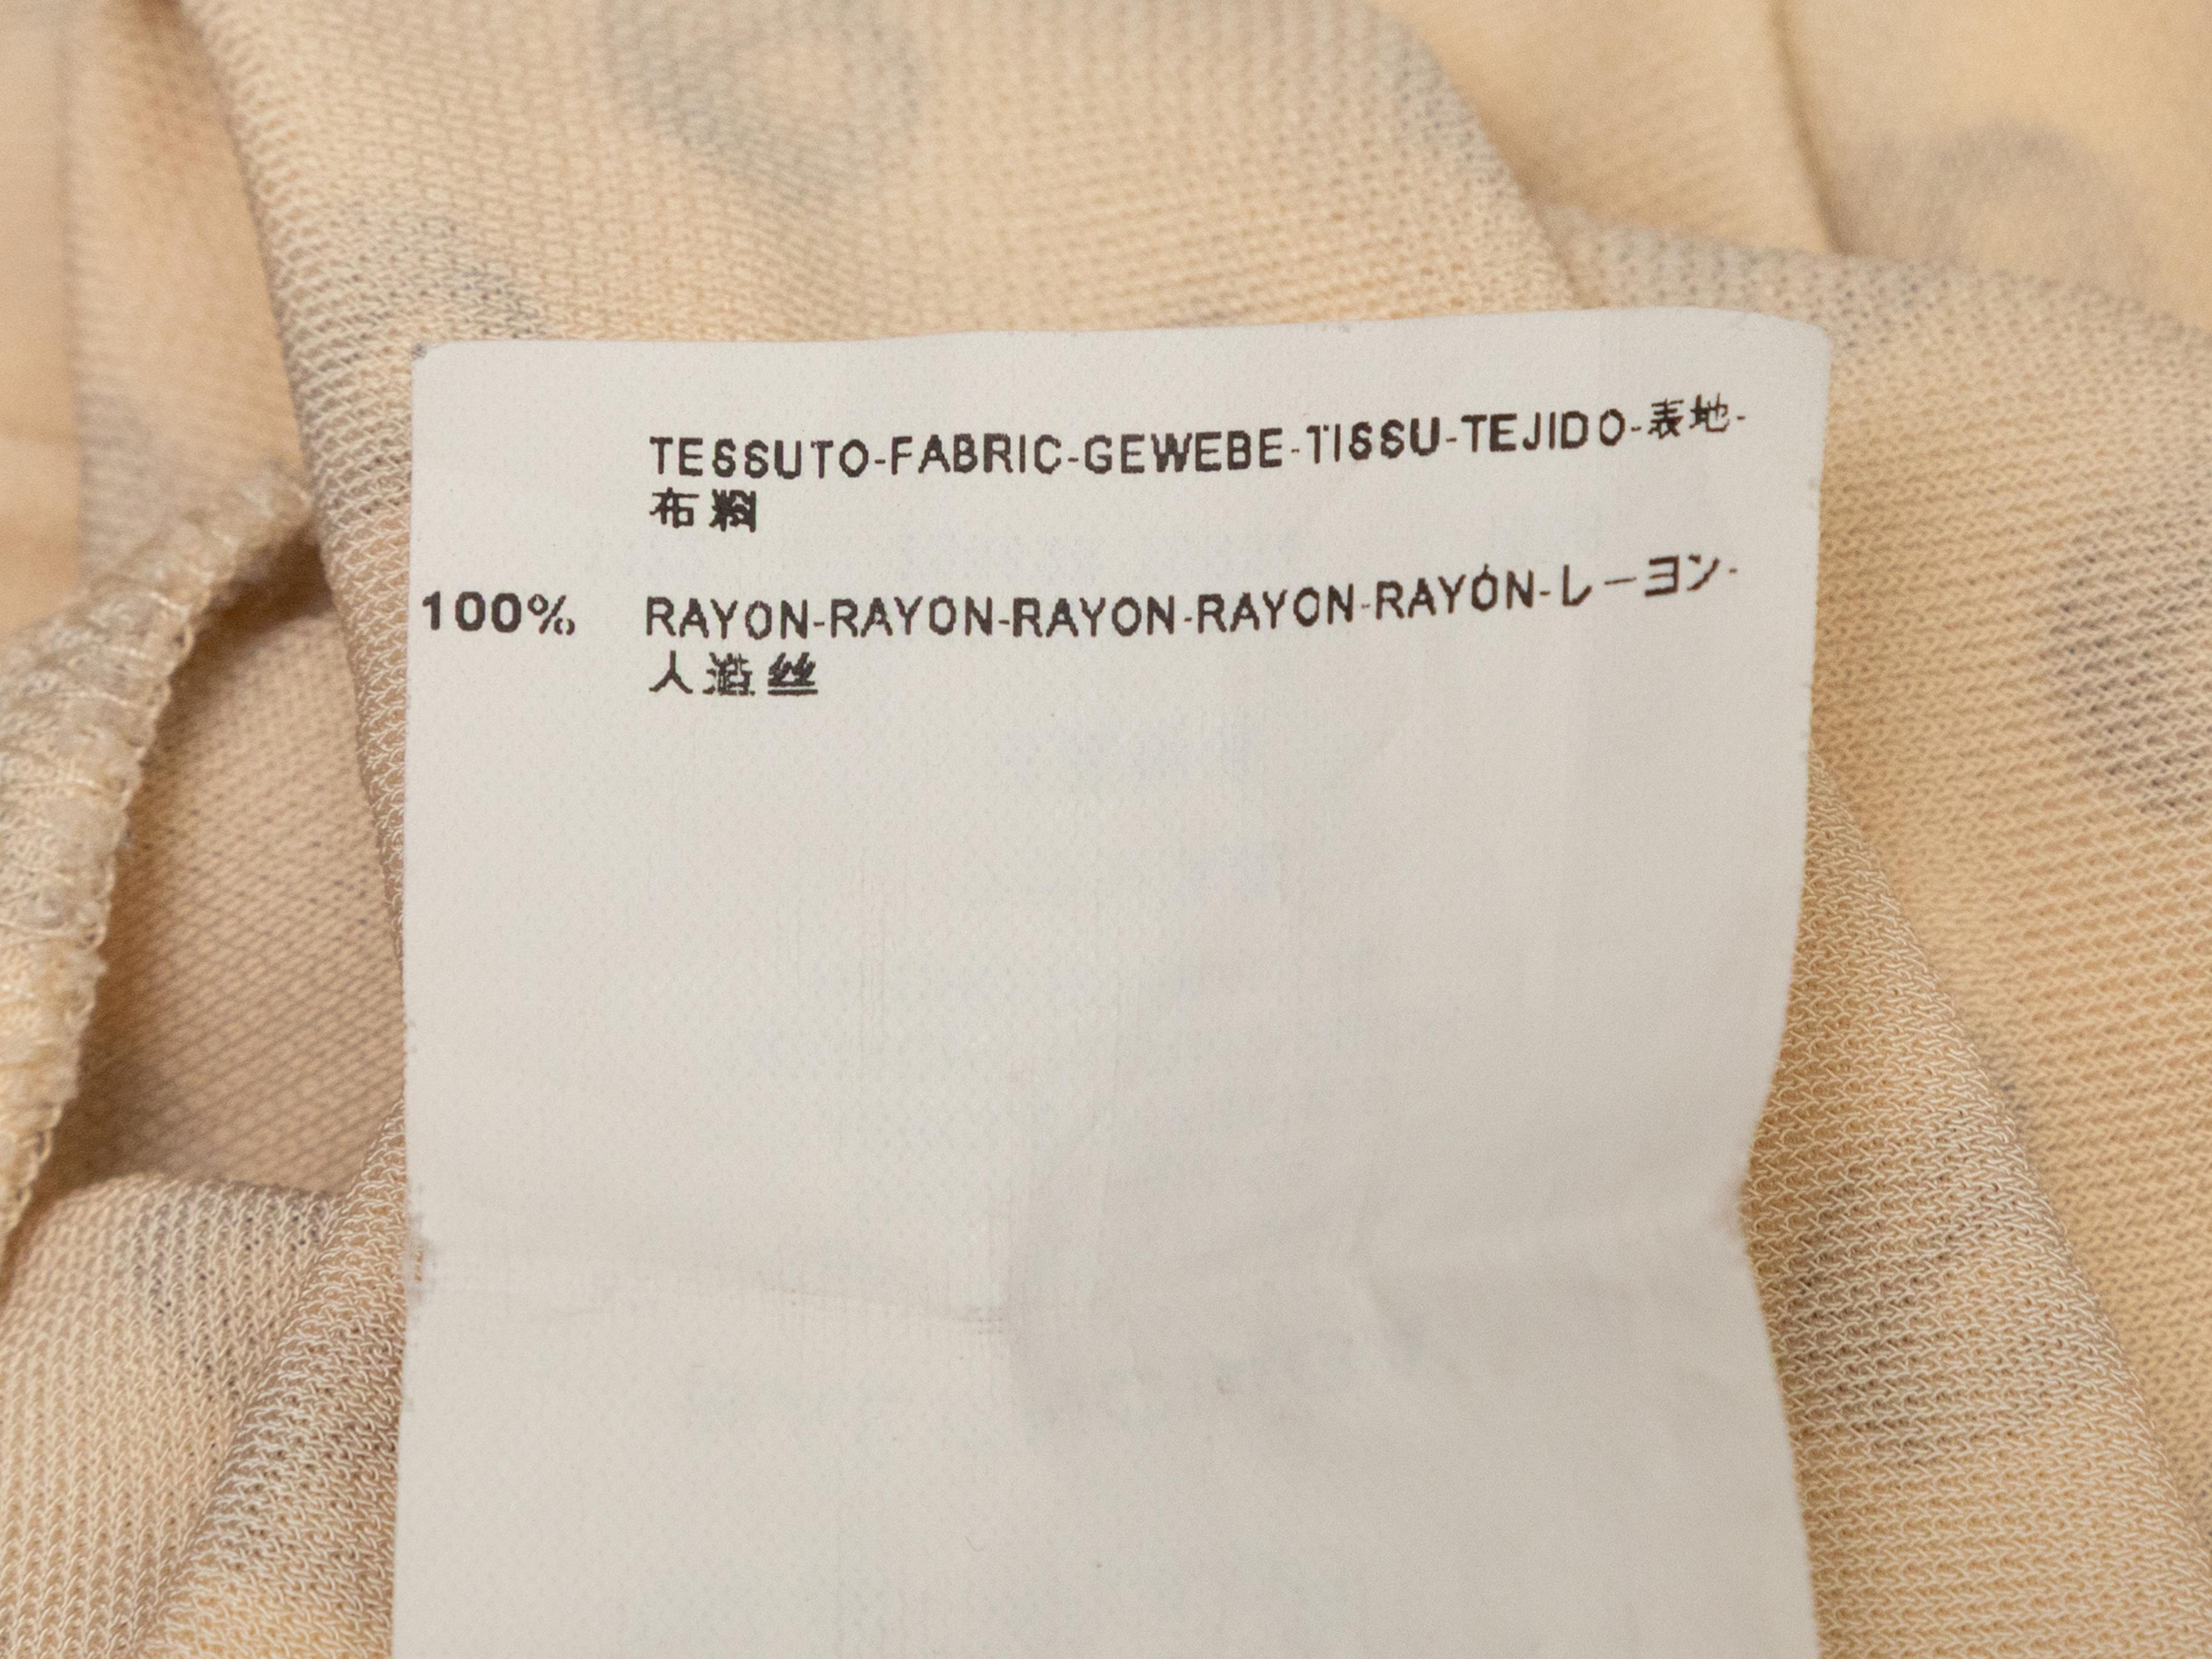 TESSUTO-FABRIC-GEWEBE-TISSU-TEJIDO-表地-
布料
100% RAYON-RAYON-RAYON-RAYON-RAYÓN-レーヨン-
人造丝